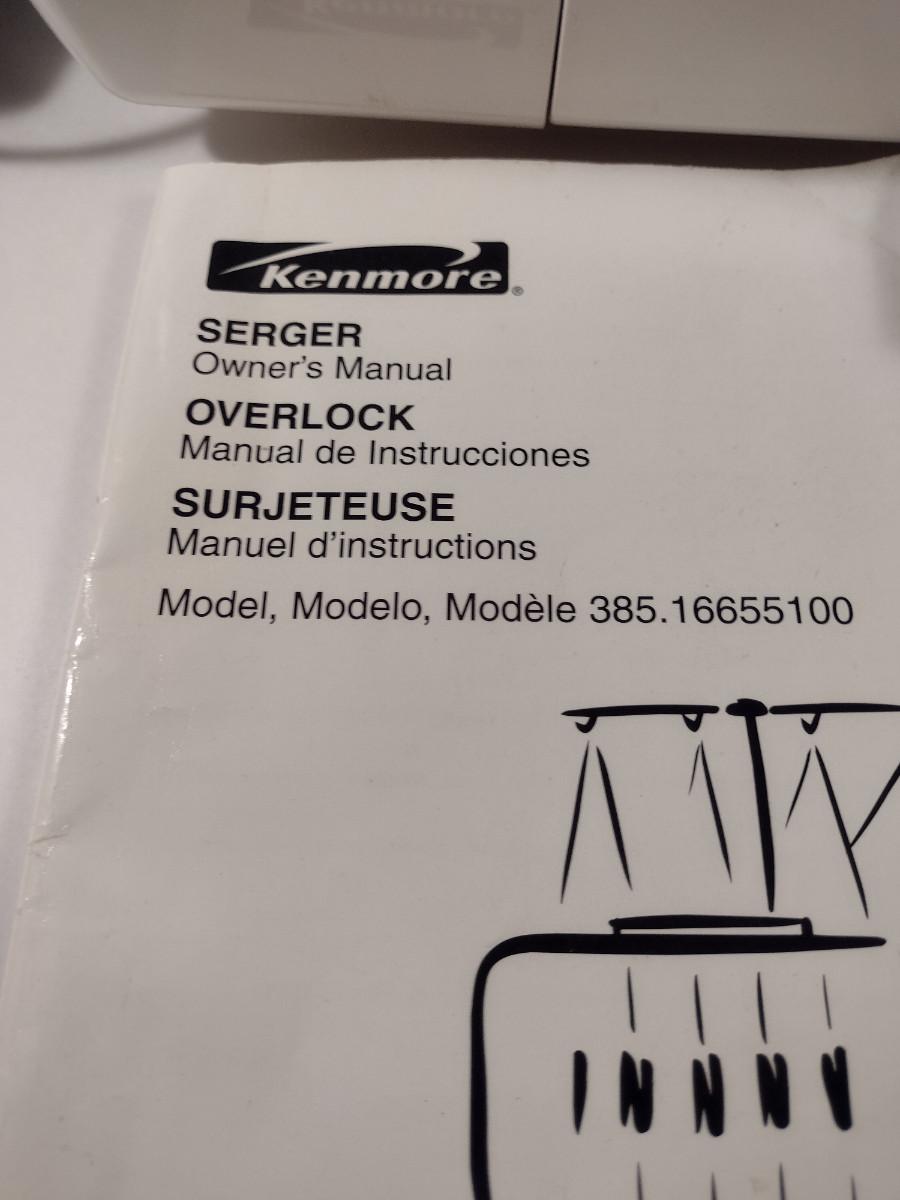 Kenmore®
SERGER
Owner's Manual
OVERLOCK
Manual de Instrucciones
SURJETEUSE
Manuel d'instructions
Model, Modelo, Modèle 385.16655100